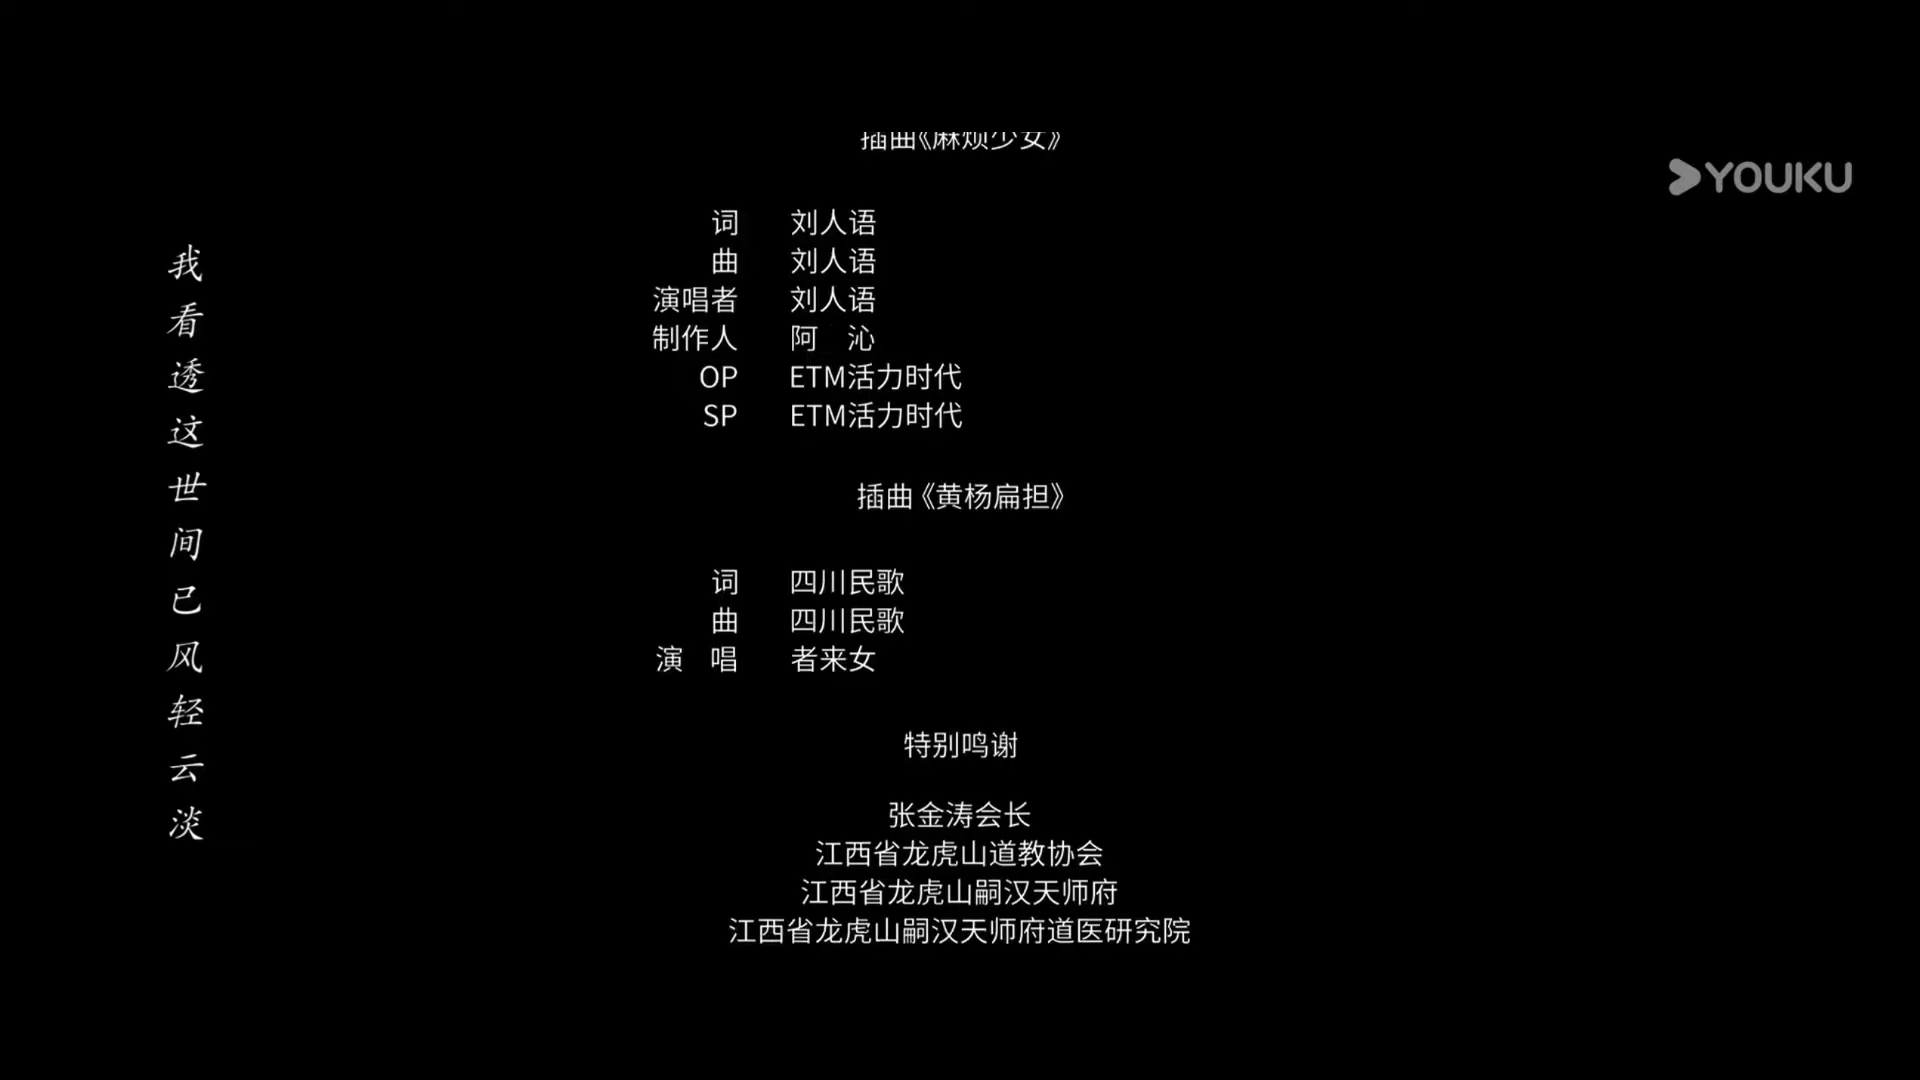 插曲《麻烦少女》
YOUKU
词 刘人语
曲 刘人语
演唱者 刘人语
制作人 阿 沁
OP ETM活力时代
SP ETM活力时代
插曲《黄杨扁担》
词 四川民歌
曲 四川民歌
演 唱 者来女
特别鸣谢
张金涛会长
江西省龙虎山道教协会
江西省龙虎山嗣汉天师府
江西省龙虎山嗣汉天师府道医研究院
我看透这世间已风轻云淡